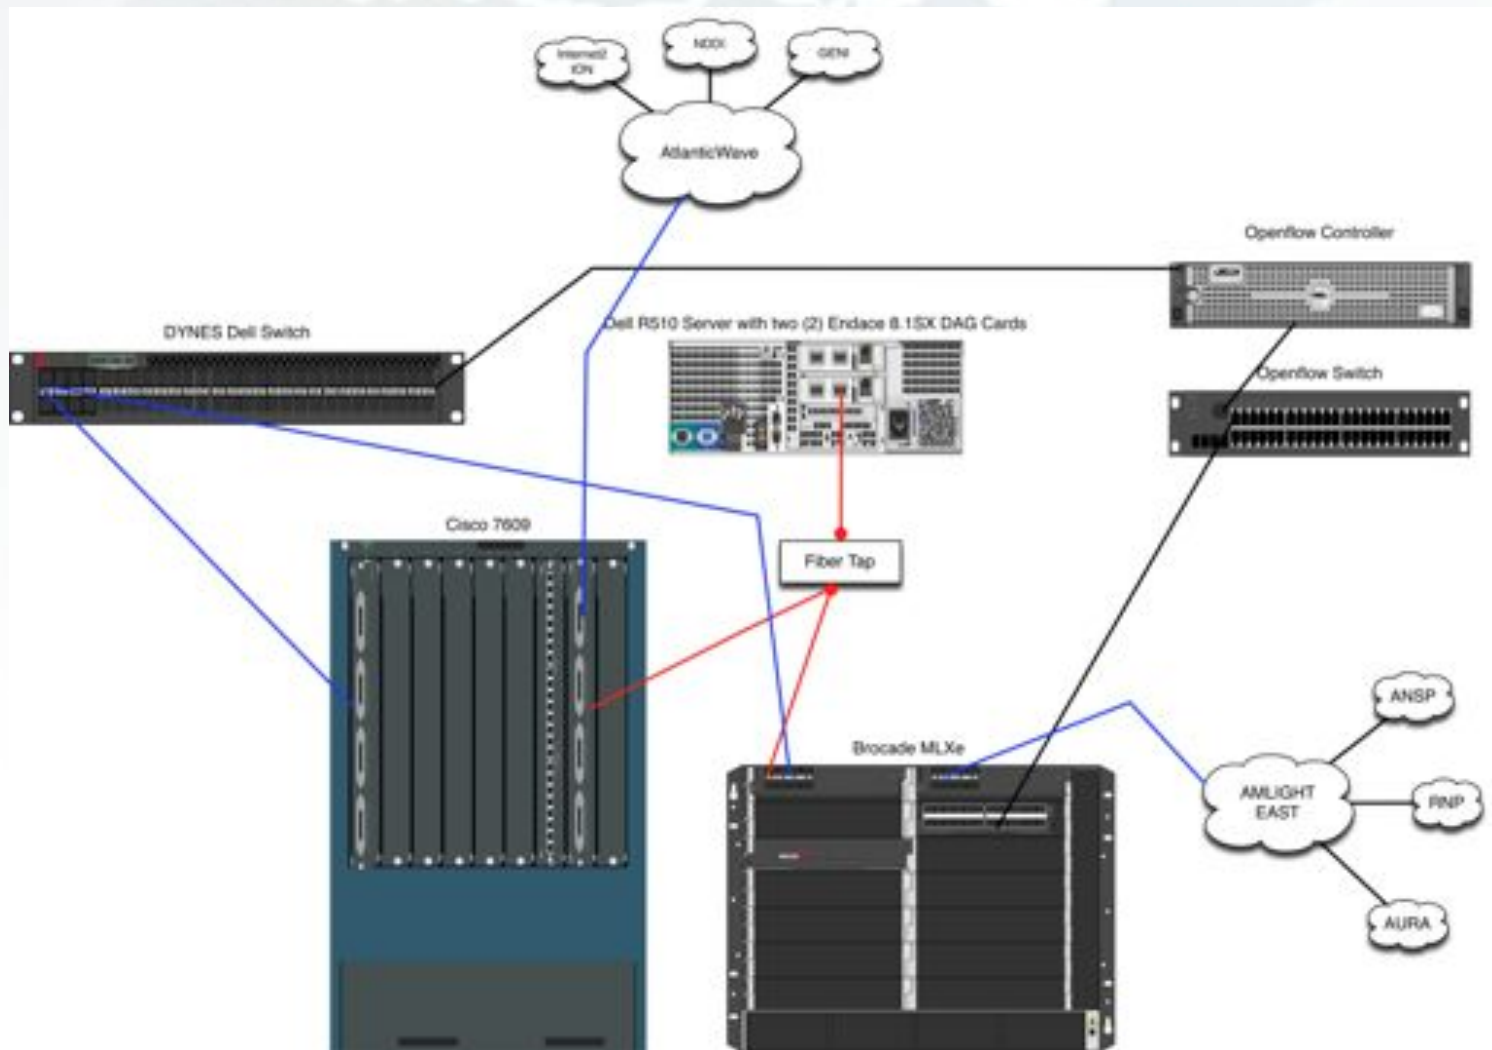 Internet2
ION
NDDI
GENI
AtlanticWave
Openflow Controller
DYNES Dell Switch
Dell R510 Server with two (2) Endace 8.1SX DAG Cards
Openflow Switch
Cisco 7609
Fiber Tap
ANSP
Brocade MLXe
AMLIGHT
EAST
RNP
AURA